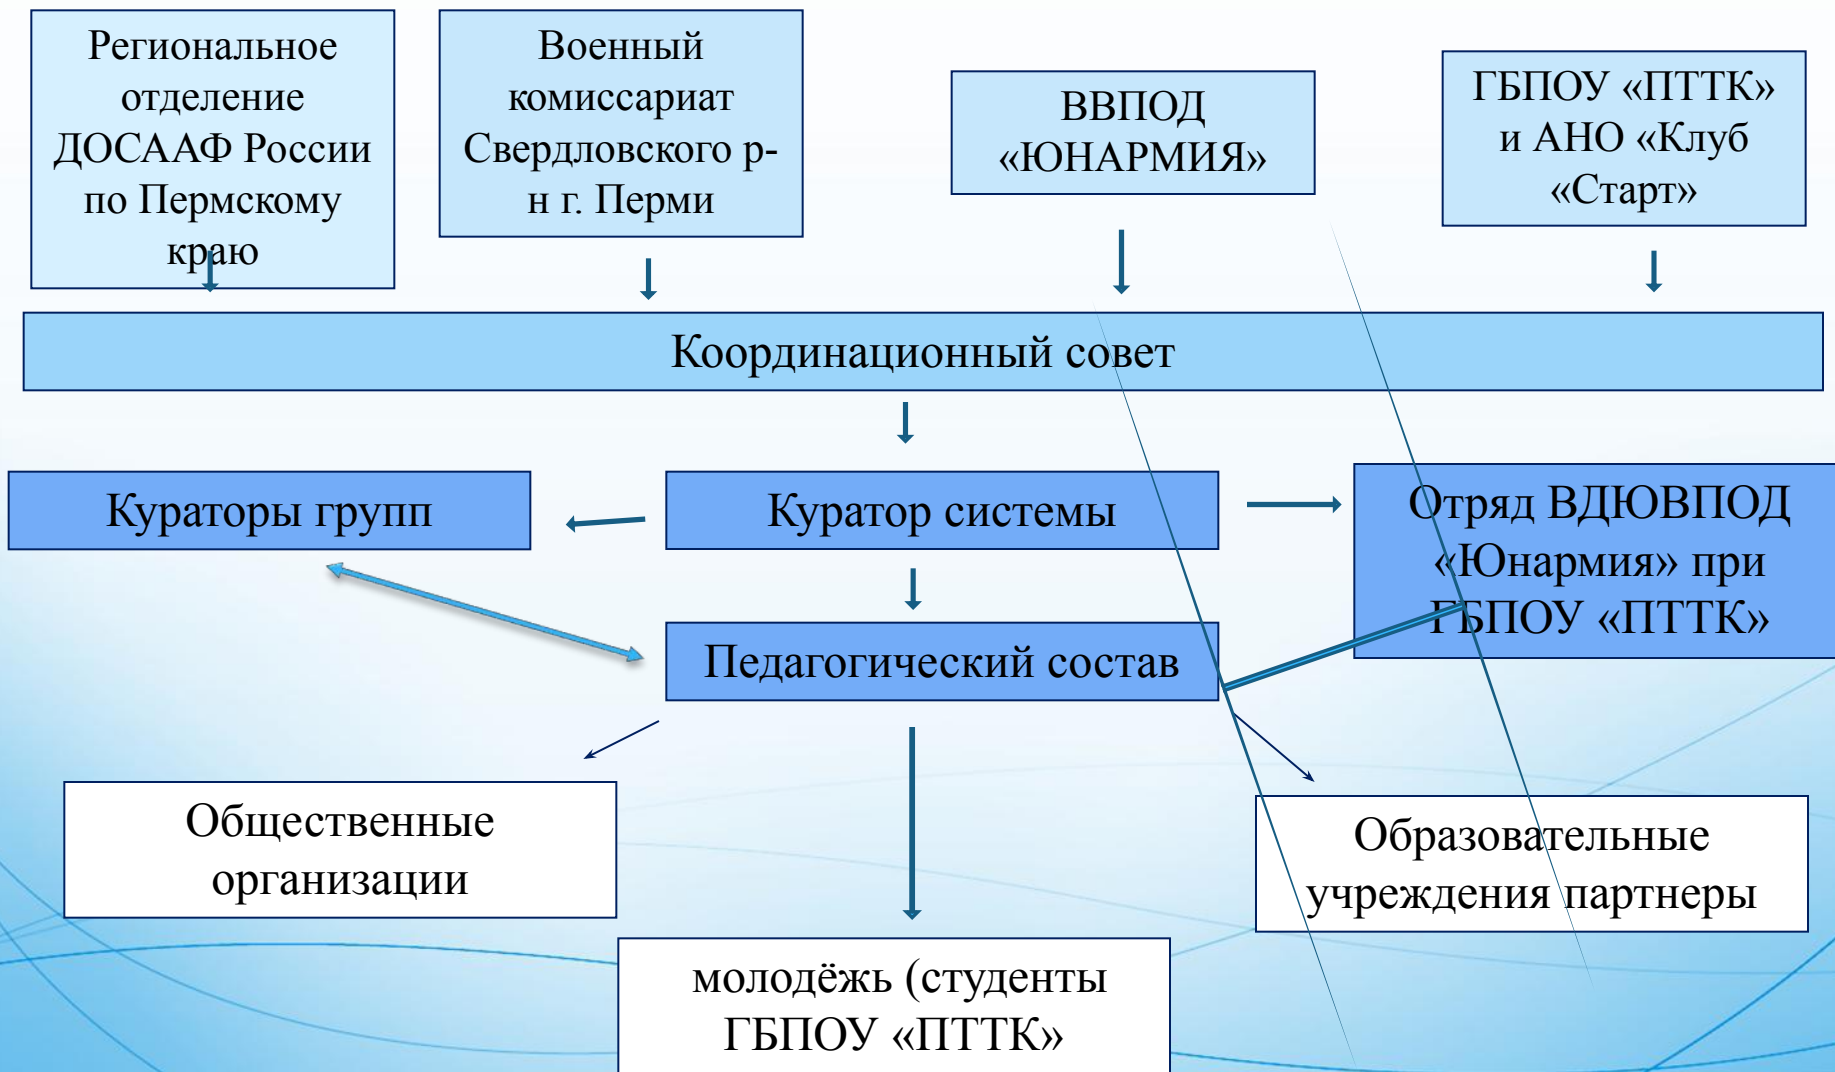 Региональное
отделение
ДОСААФ России
по Пермскому
краю
Военный
комиссариат
Свердловского р-
н г. Перми
ВВПОД
«ЮНАРМИЯ»
ГБПОУ «ПТТК»
и АНО «Клуб
«Старт»
Координационный совет
Кураторы групп
Куратор системы
Отряд ВДЮВПОД
«Юнармия» при
ГБПОУ «ПТТК»
Педагогический состав
Общественные
организации
Образовательные
учреждения партнеры
молодёжь (студенты
ГБПОУ «ПТТК»